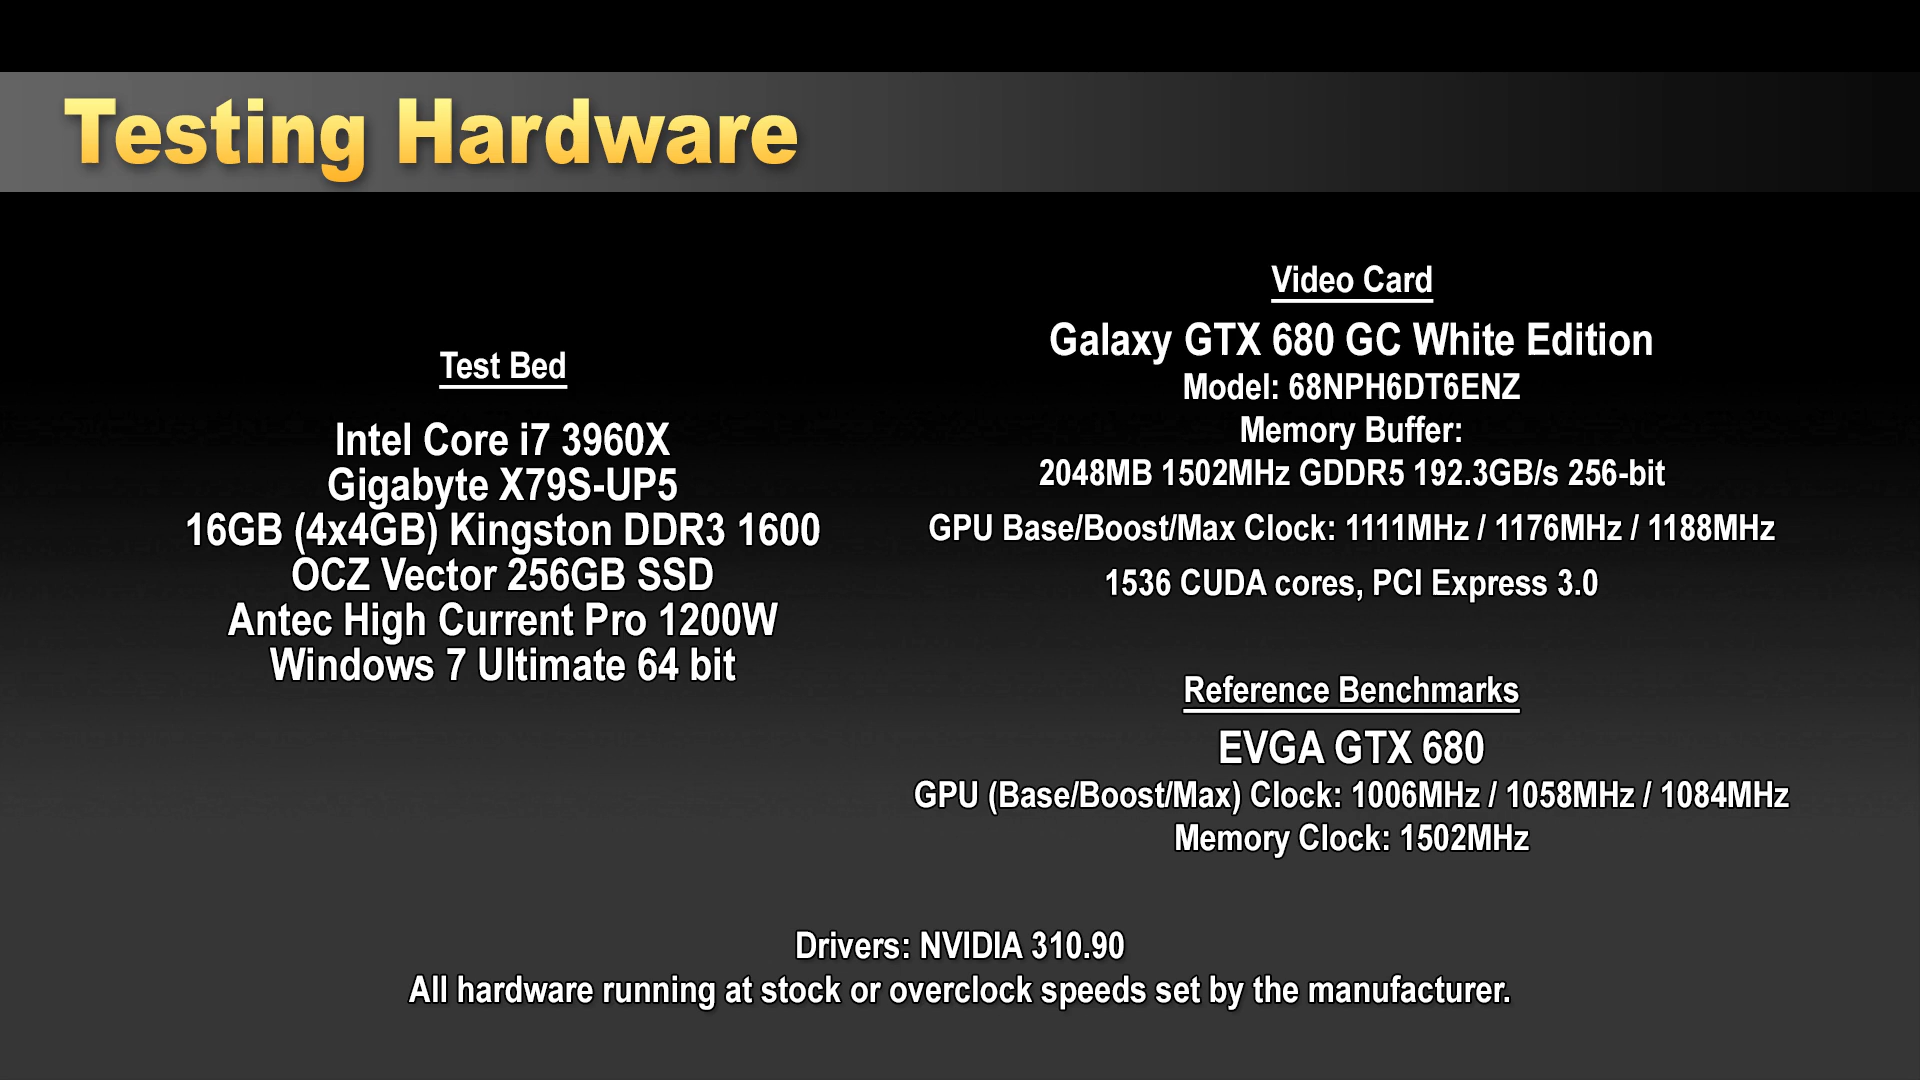 Testing Hardware
Test Bed
Intel Core i7 3960X
Gigabyte X79S-UP5
16GB (4x4GB) Kingston DDR3 1600
OCZ Vector 256GB SSD
Antec High Current Pro 1200W
Windows 7 Ultimate 64 bit
Video Card
Galaxy GTX 680 GC White Edition
Model: 68NPH6DT6ENZ
Memory Buffer:
2048MB 1502MHz GDDR5 192.3GB/s 256-bit
GPU Base/Boost/Max Clock: 1111MHz / 1176MHz / 1188MHz
1536 CUDA cores, PCI Express 3.0
Reference Benchmarks
EVGA GTX 680
GPU (Base/Boost/Max) Clock: 1006MHz / 1058MHz / 1084MHz
Memory Clock: 1502MHz
Drivers: NVIDIA 310.90
All hardware running at stock or overclock speeds set by the manufacturer.